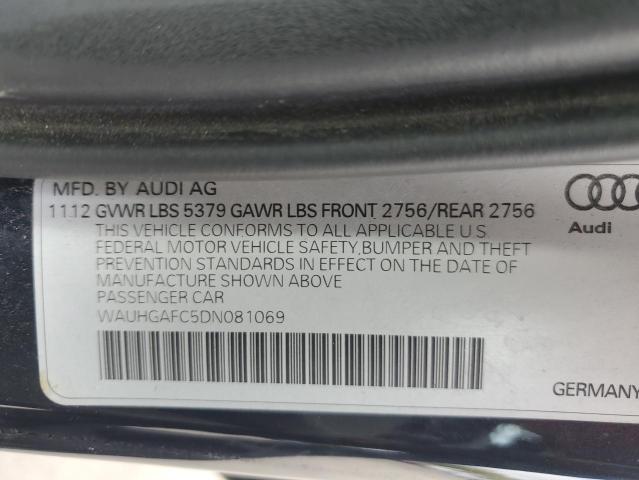 MFD. BY AUDI AG
11.12 GVWR LBS 5379 GAWR LBS FRONT 2756/REAR 2756
THIS VEHICLE CONFORMS TO ALL APPLICABLE U S
FEDERAL MOTOR VEHICLE SAFETY,BUMPER AND THEFT
PREVENTION STANDARDS IN EFFECT ON THE DATE OF
MANUFACTURE SHOWN ABOVE
PASSENGER CAR
WAUHGAFC5DN081069
Audi
GERMANY